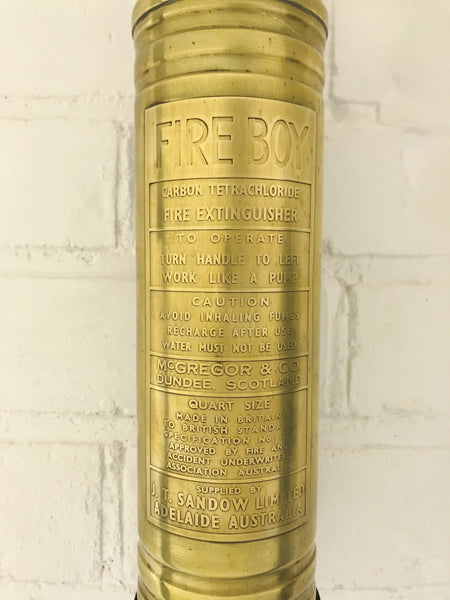 FIRE BOY
CARBON TETRACHLORIDE
FIRE EXTINGUISHER
TO OPERATE
TURN HANDLE TO LEFT
WORK LIKE A PUMP
CAUTION
AVOID INHALING FUMES
RECHARGE AFTER USE
WATER MUST NOT BE USED
McGREGOR & CO
DUNDEE, SCOTLAND
QUART SIZE
MADE IN BRITAIN
TO BRITISH STANDARD
SPECIFICATION No.
APPROVED BY FIRE AND
ACCIDENT UNDERWRITERS
ASSOCIATION AUSTRALIA
SUPPLIED BY
SANDOW LIMITED
ADELAIDE AUSTRALIA